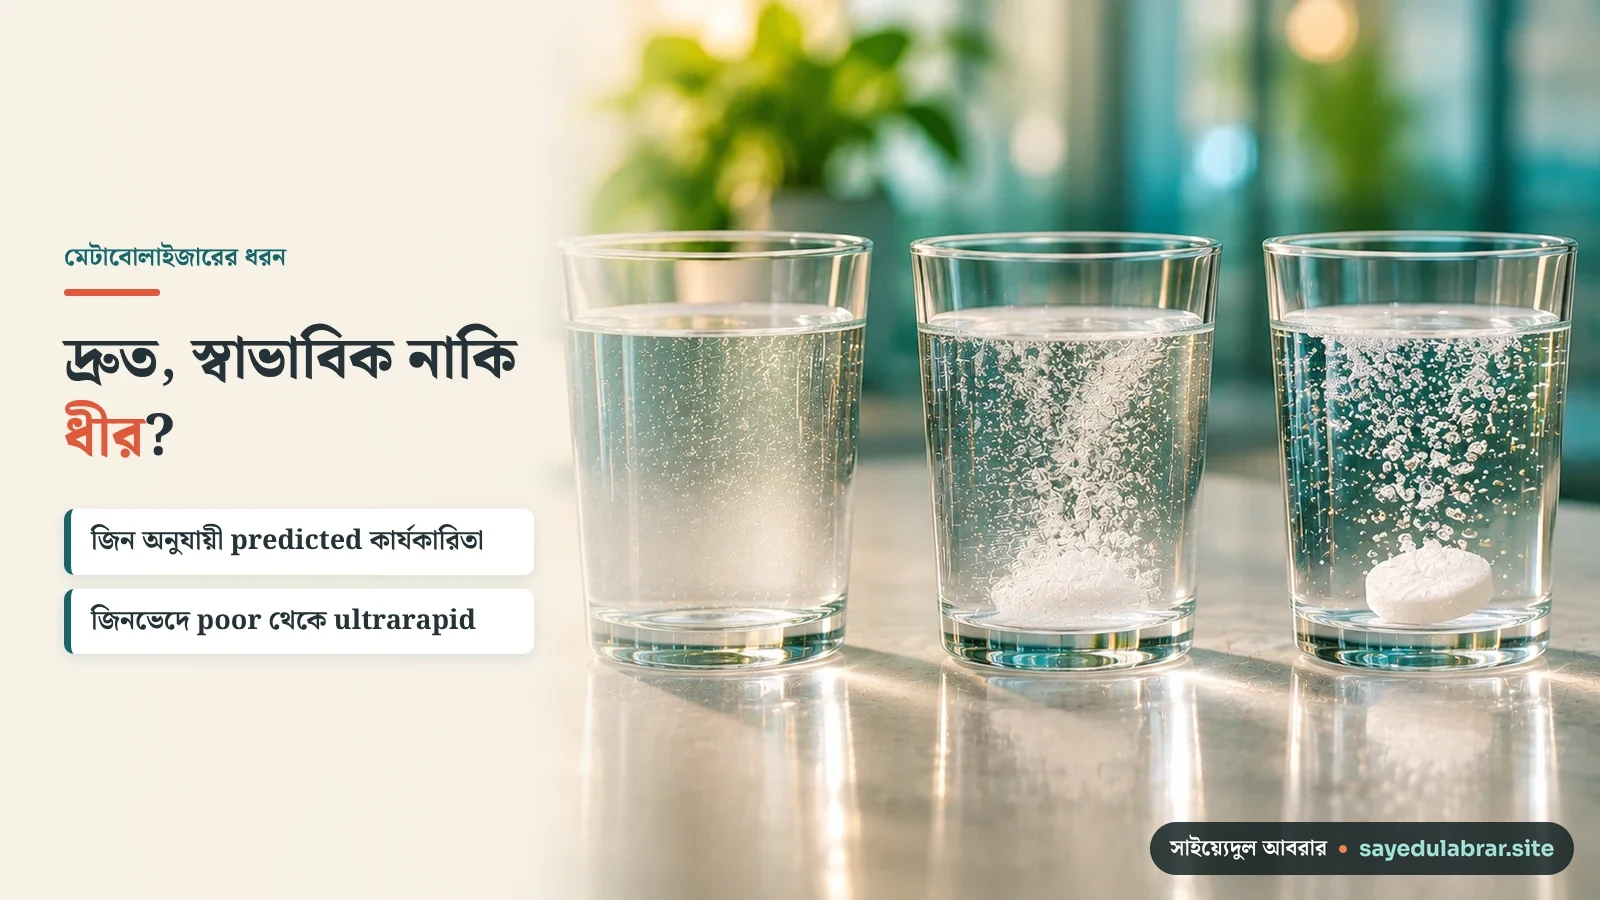 মেটাবোলাইজারের ধরন
দ্রুত, স্বাভাবিক নাকি
ধীর?
জিন অনুযায়ী predicted কার্যকারিতা
জিনভেদে poor থেকে ultrarapid
সাইয়্যেদুল আবরার • sayedulabrar.site